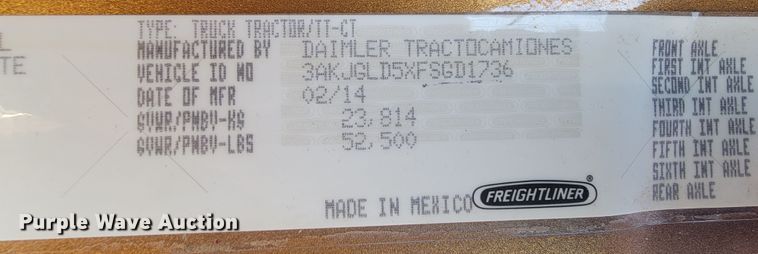 L
TE
TYPE: TRUCK TRACTOR/TT-CT
MANUFACTURED BY DAIMLER TRACTOCAMIONES
VEHICLE ID NO 3AKJGLD5XFSGD1736
DATE OF MFR 02/14
GVWR/PNBV-KG 23,814
GVWR/PNBV-LBS 52,500
MADE IN MEXICO
FREIGHTLINER®
FRONT AXLE
FIRST INT AXLE
SECOND INT AXLE
THIRD INT AXLE
FOURTH INT AXLE
FIFTH INT AXLE
SIXTH INT AXLE
REAR AXLE
Purple Wave Auction